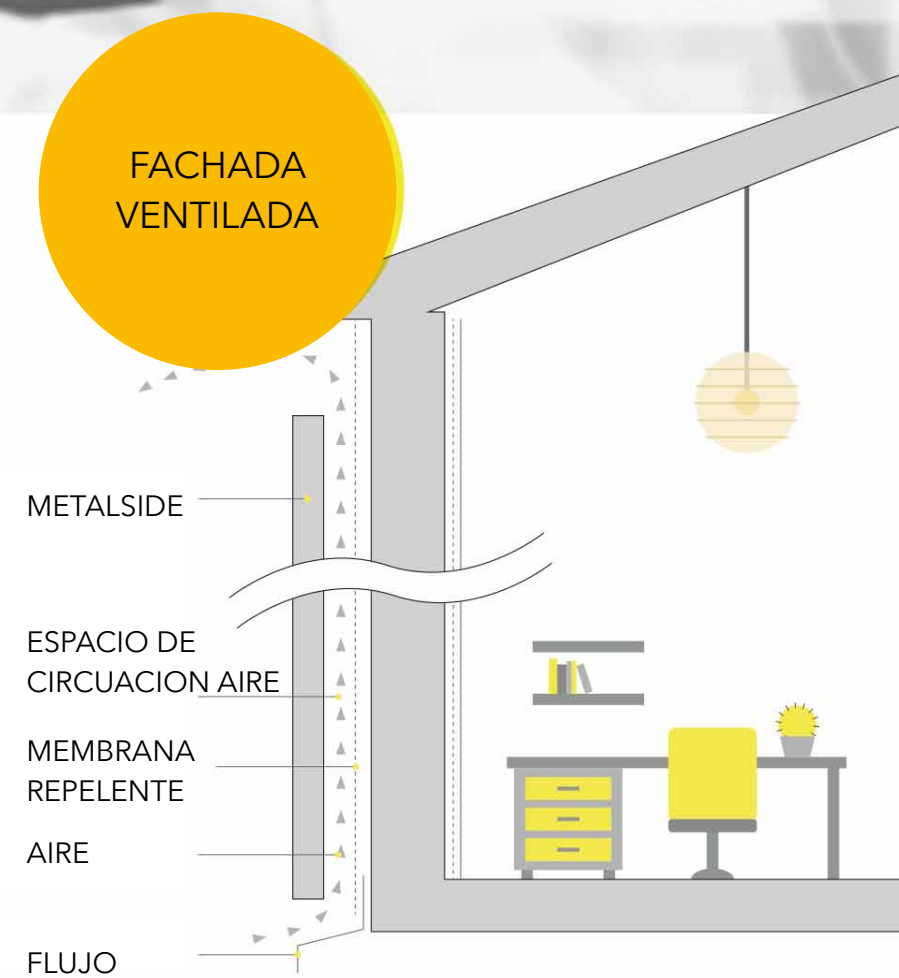 FACHADA
VENTILADA
METALSIDE
ESPACIO DE
CIRCUACION AIRE
MEMBRANA
REPELENTE
AIRE
FLUJO